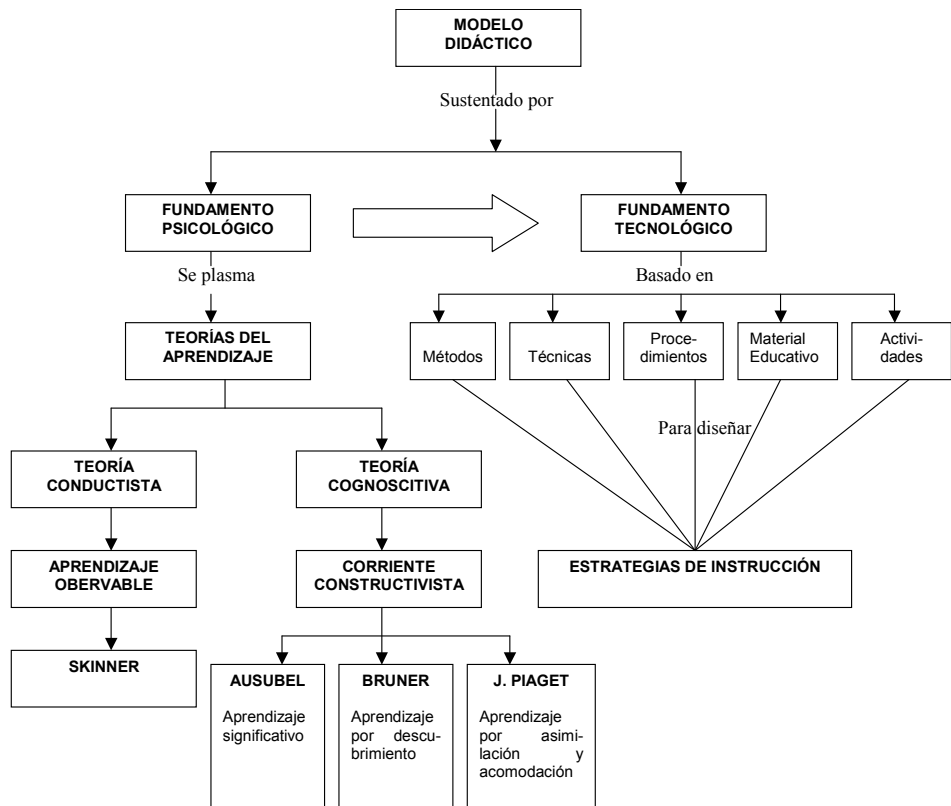 MODELO
DIDÁCTICO
Sustentado por
FUNDAMENTO
PSICOLÓGICO
FUNDAMENTO
TECNOLÓGICO
Se plasma
Basado en
TEORÍAS DEL
APRENDIZAJE
Métodos
Técnicas
Proce-
dimientos
Material
Educativo
Activi-
dades
Para diseñar
TEORÍA
CONDUCTISTA
TEORÍA
COGNOSCITIVA
APRENDIZAJE
OBERVABLE
CORRIENTE
CONSTRUCTIVISTA
ESTRATEGIAS DE INSTRUCCIÓN
SKINNER
AUSUBEL
Aprendizaje
significativo
BRUNER
Aprendizaje
por descu-
brimiento
J. PIAGET
Aprendizaje
por asimi-
lación y
acomodación